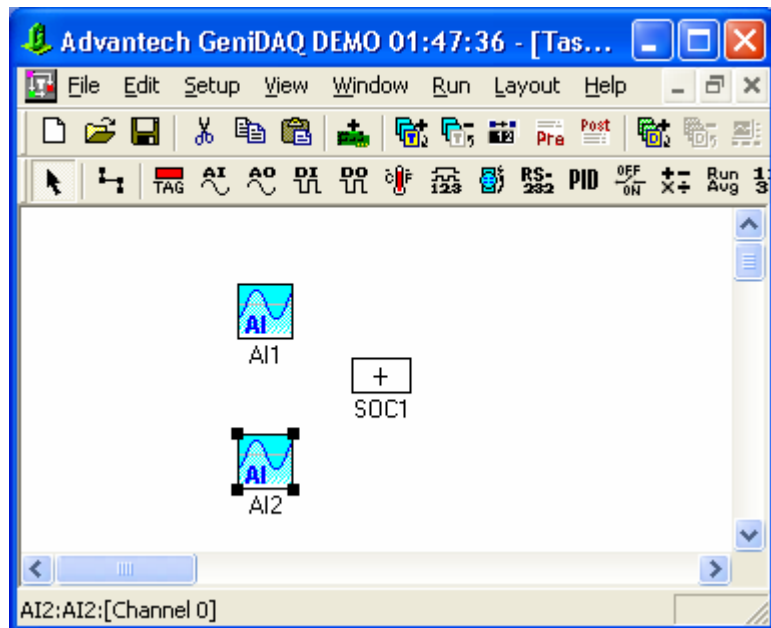 Advantech GeniDAQ DEMO 01:47:36 - [Tas...
File Edit Setup View Window Run Layout Help
Pre Post
TAG AI AO DI DO C F 123 RS-232 PID OFF ON Run Avg
AI
AI1
+
SOC1
AI
AI2
AI2:AI2:[Channel 0]